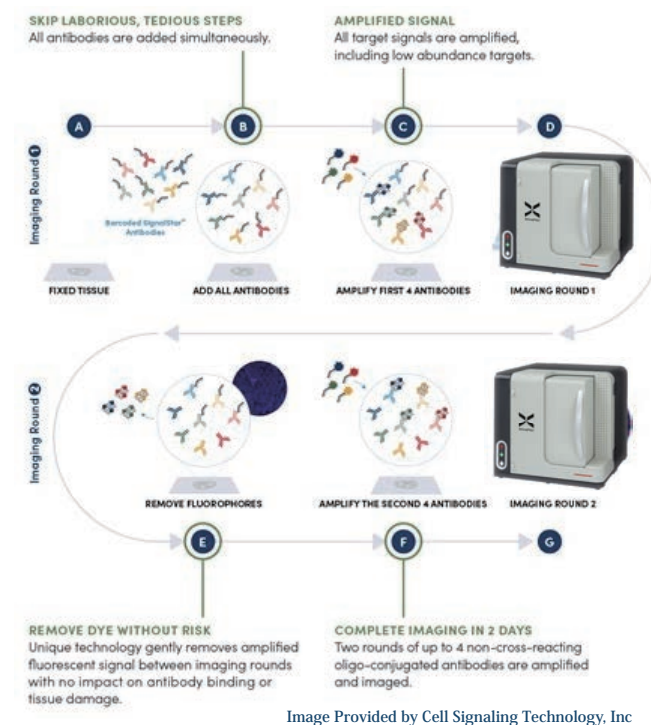 SKIP LABORIOUS, TEDIOUS STEPS
All antibodies are added simultaneously.
AMPLIFIED SIGNAL
All target signals are amplified,
including low abundance targets.
A
B
C
D
Imaging Round 1
Barcoded SignalStar™
Antibodies
FIXED TISSUE
ADD ALL ANTIBODIES
AMPLIFY FIRST 4 ANTIBODIES
IMAGING ROUND 1
Imaging Round 2
REMOVE FLUOROPHORES
AMPLIFY THE SECOND 4 ANTIBODIES
IMAGING ROUND 2
E
F
G
REMOVE DYE WITHOUT RISK
Unique technology gently removes amplified
fluorescent signal between imaging rounds
with no impact on antibody binding or
tissue damage.
COMPLETE IMAGING IN 2 DAYS
Two rounds of up to 4 non-cross-reacting
oligo-conjugated antibodies are amplified
and imaged.
Image Provided by Cell Signaling Technology, Inc